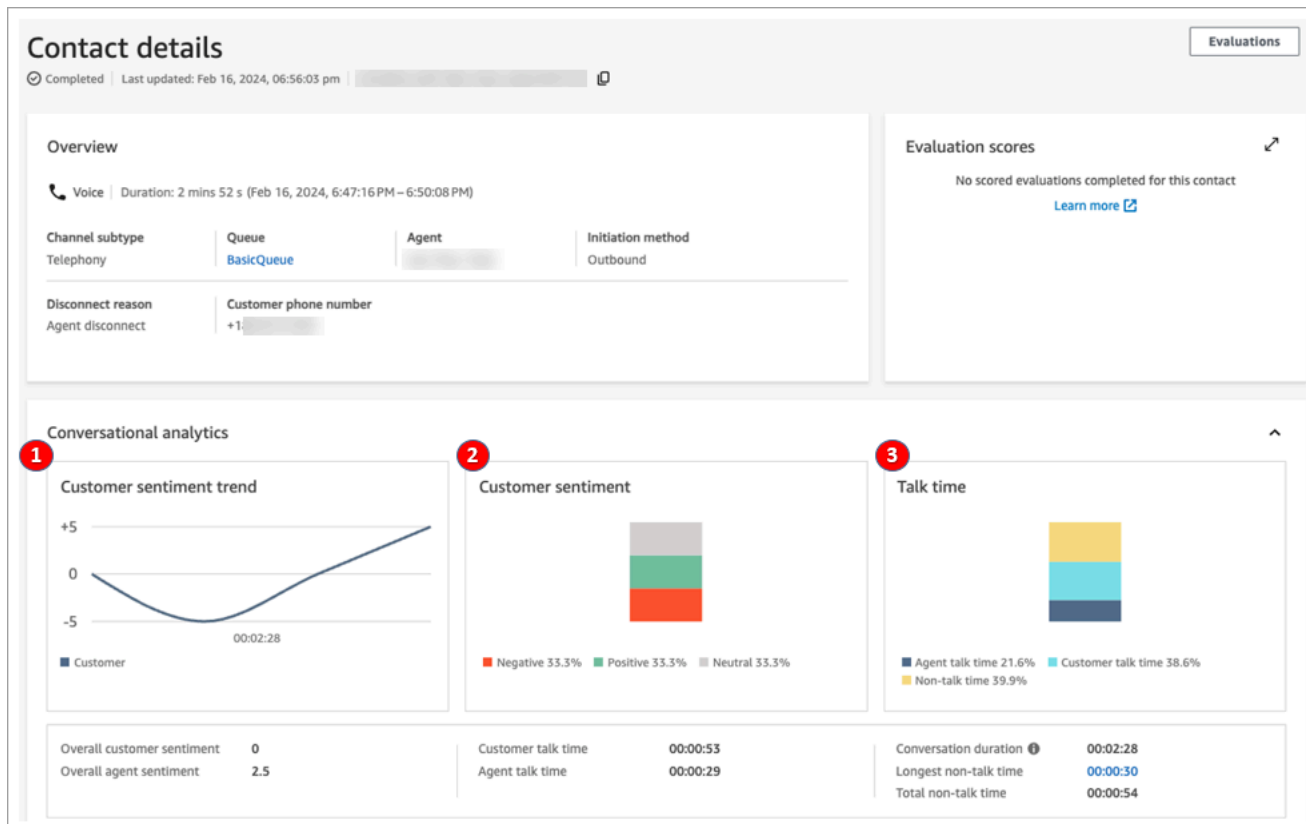 Contact details
Evaluations
Completed Last updated: Feb 16, 2024, 06:56:03 pm
Overview
Voice Duration: 2 mins 52 s (Feb 16, 2024, 6:47:16 PM – 6:50:08 PM)
Channel subtype Queue Agent Initiation method
Telephony BasicQueue Outbound
Disconnect reason Customer phone number
Agent disconnect +1
Evaluation scores
No scored evaluations completed for this contact
Learn more
Conversational analytics
1
Customer sentiment trend
+5
0
-5
00:02:28
Customer
2
Customer sentiment
Negative 33.3% Positive 33.3% Neutral 33.3%
3
Talk time
Agent talk time 21.6% Customer talk time 38.6%
Non-talk time 39.9%
Overall customer sentiment 0
Overall agent sentiment 2.5
Customer talk time 00:00:53
Agent talk time 00:00:29
Conversation duration 00:02:28
Longest non-talk time 00:00:30
Total non-talk time 00:00:54